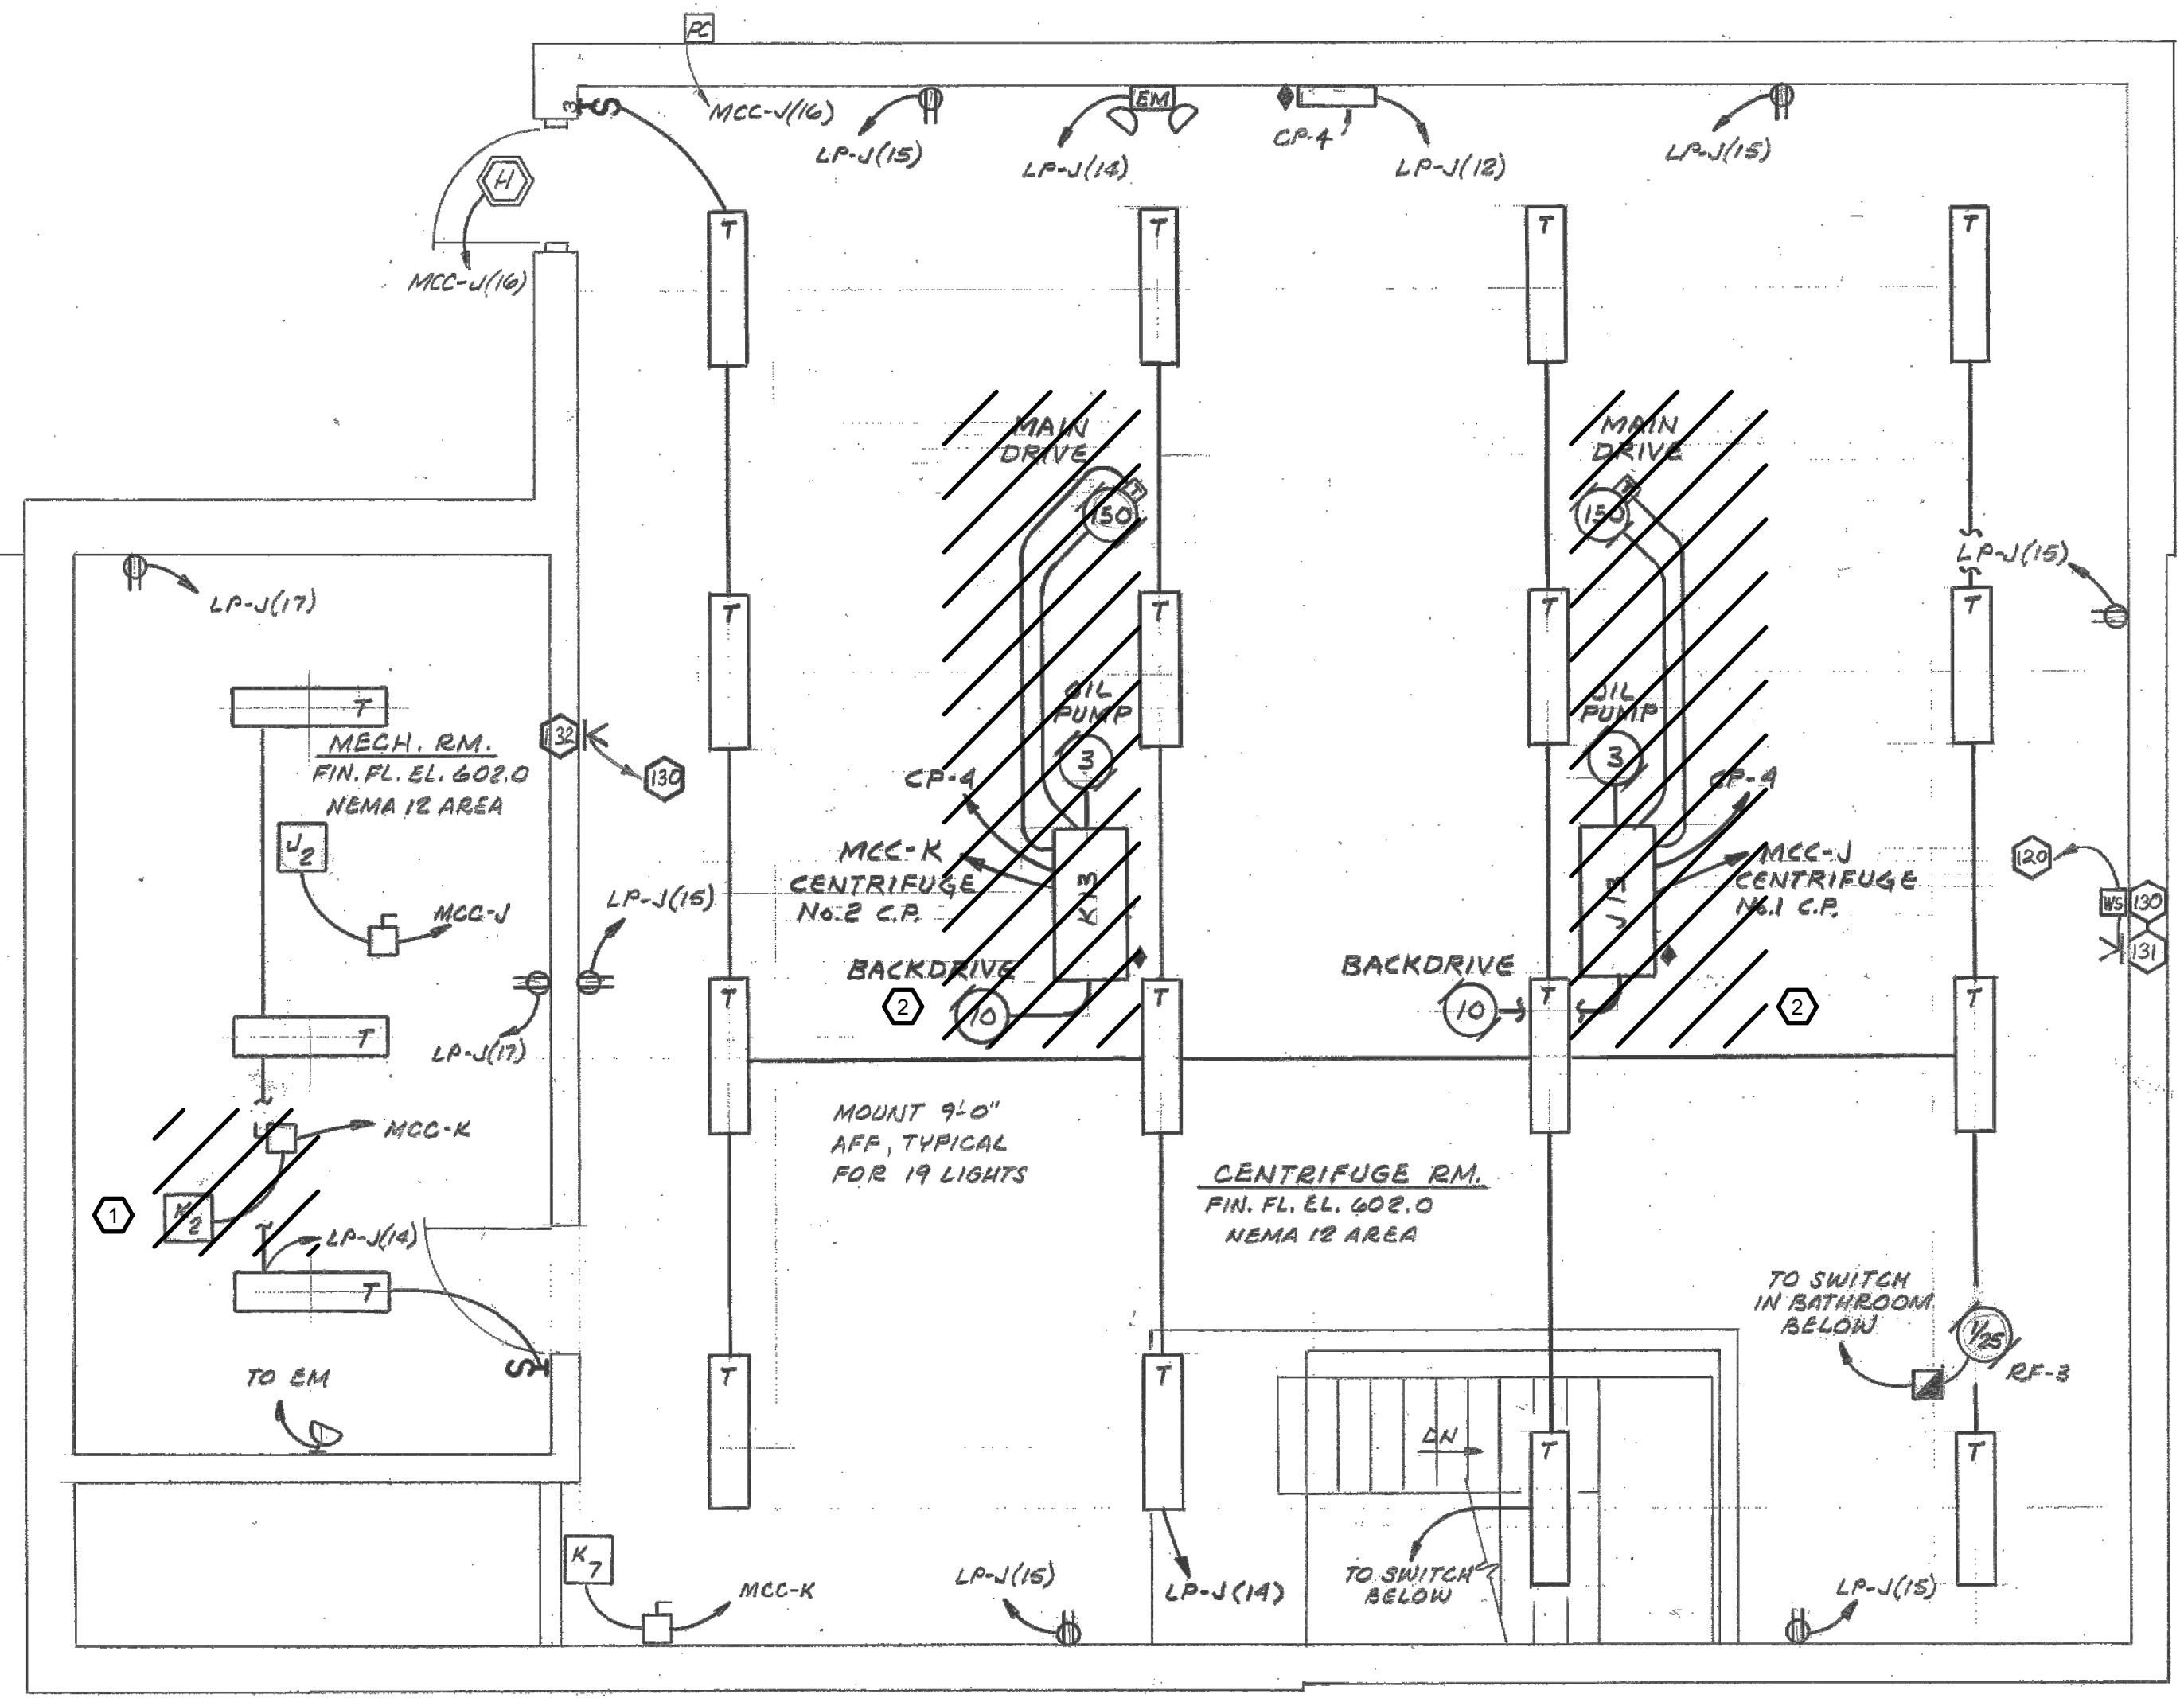 PC
MCC-J(16)
3
S
LP-J(15)
EM
LP-J(14)
CP-4
LP-J(12)
LP-J(15)
H
MCC-J(16)
T
T
T
T
MAIN
DRIVE
150
T
MAIN
DRIVE
150
T
LP-J(15)
LP-J(17)
T
T
T
T
T
MECH. RM.
FIN. FL. EL. 602.0
NEMA 12 AREA
132
130
OIL
PUMP
3
OIL
PUMP
3
CP-4
CP-4
J
2
MCC-J
MCC-K
CENTRIFUGE
No.2 C.P.
K 13
J 13
MCC-J
CENTRIFUGE
No.1 C.P.
120
WS
130
131
LP-J(15)
BACKDRIVE
10
2
BACKDRIVE
10
2
T
T
T
T
T
LP-J(17)
MCC-K
MOUNT 9'-0"
AFF, TYPICAL
FOR 19 LIGHTS
CENTRIFUGE RM.
FIN. FL. EL. 602.0
NEMA 12 AREA
1
K
2
LP-J(14)
T
S
TO SWITCH
IN BATHROOM
BELOW
1/25
RF-3
TO EM
T
T
T
T
DN
K
7
MCC-K
LP-J(15)
LP-J(14)
TO SWITCH
BELOW
LP-J(15)